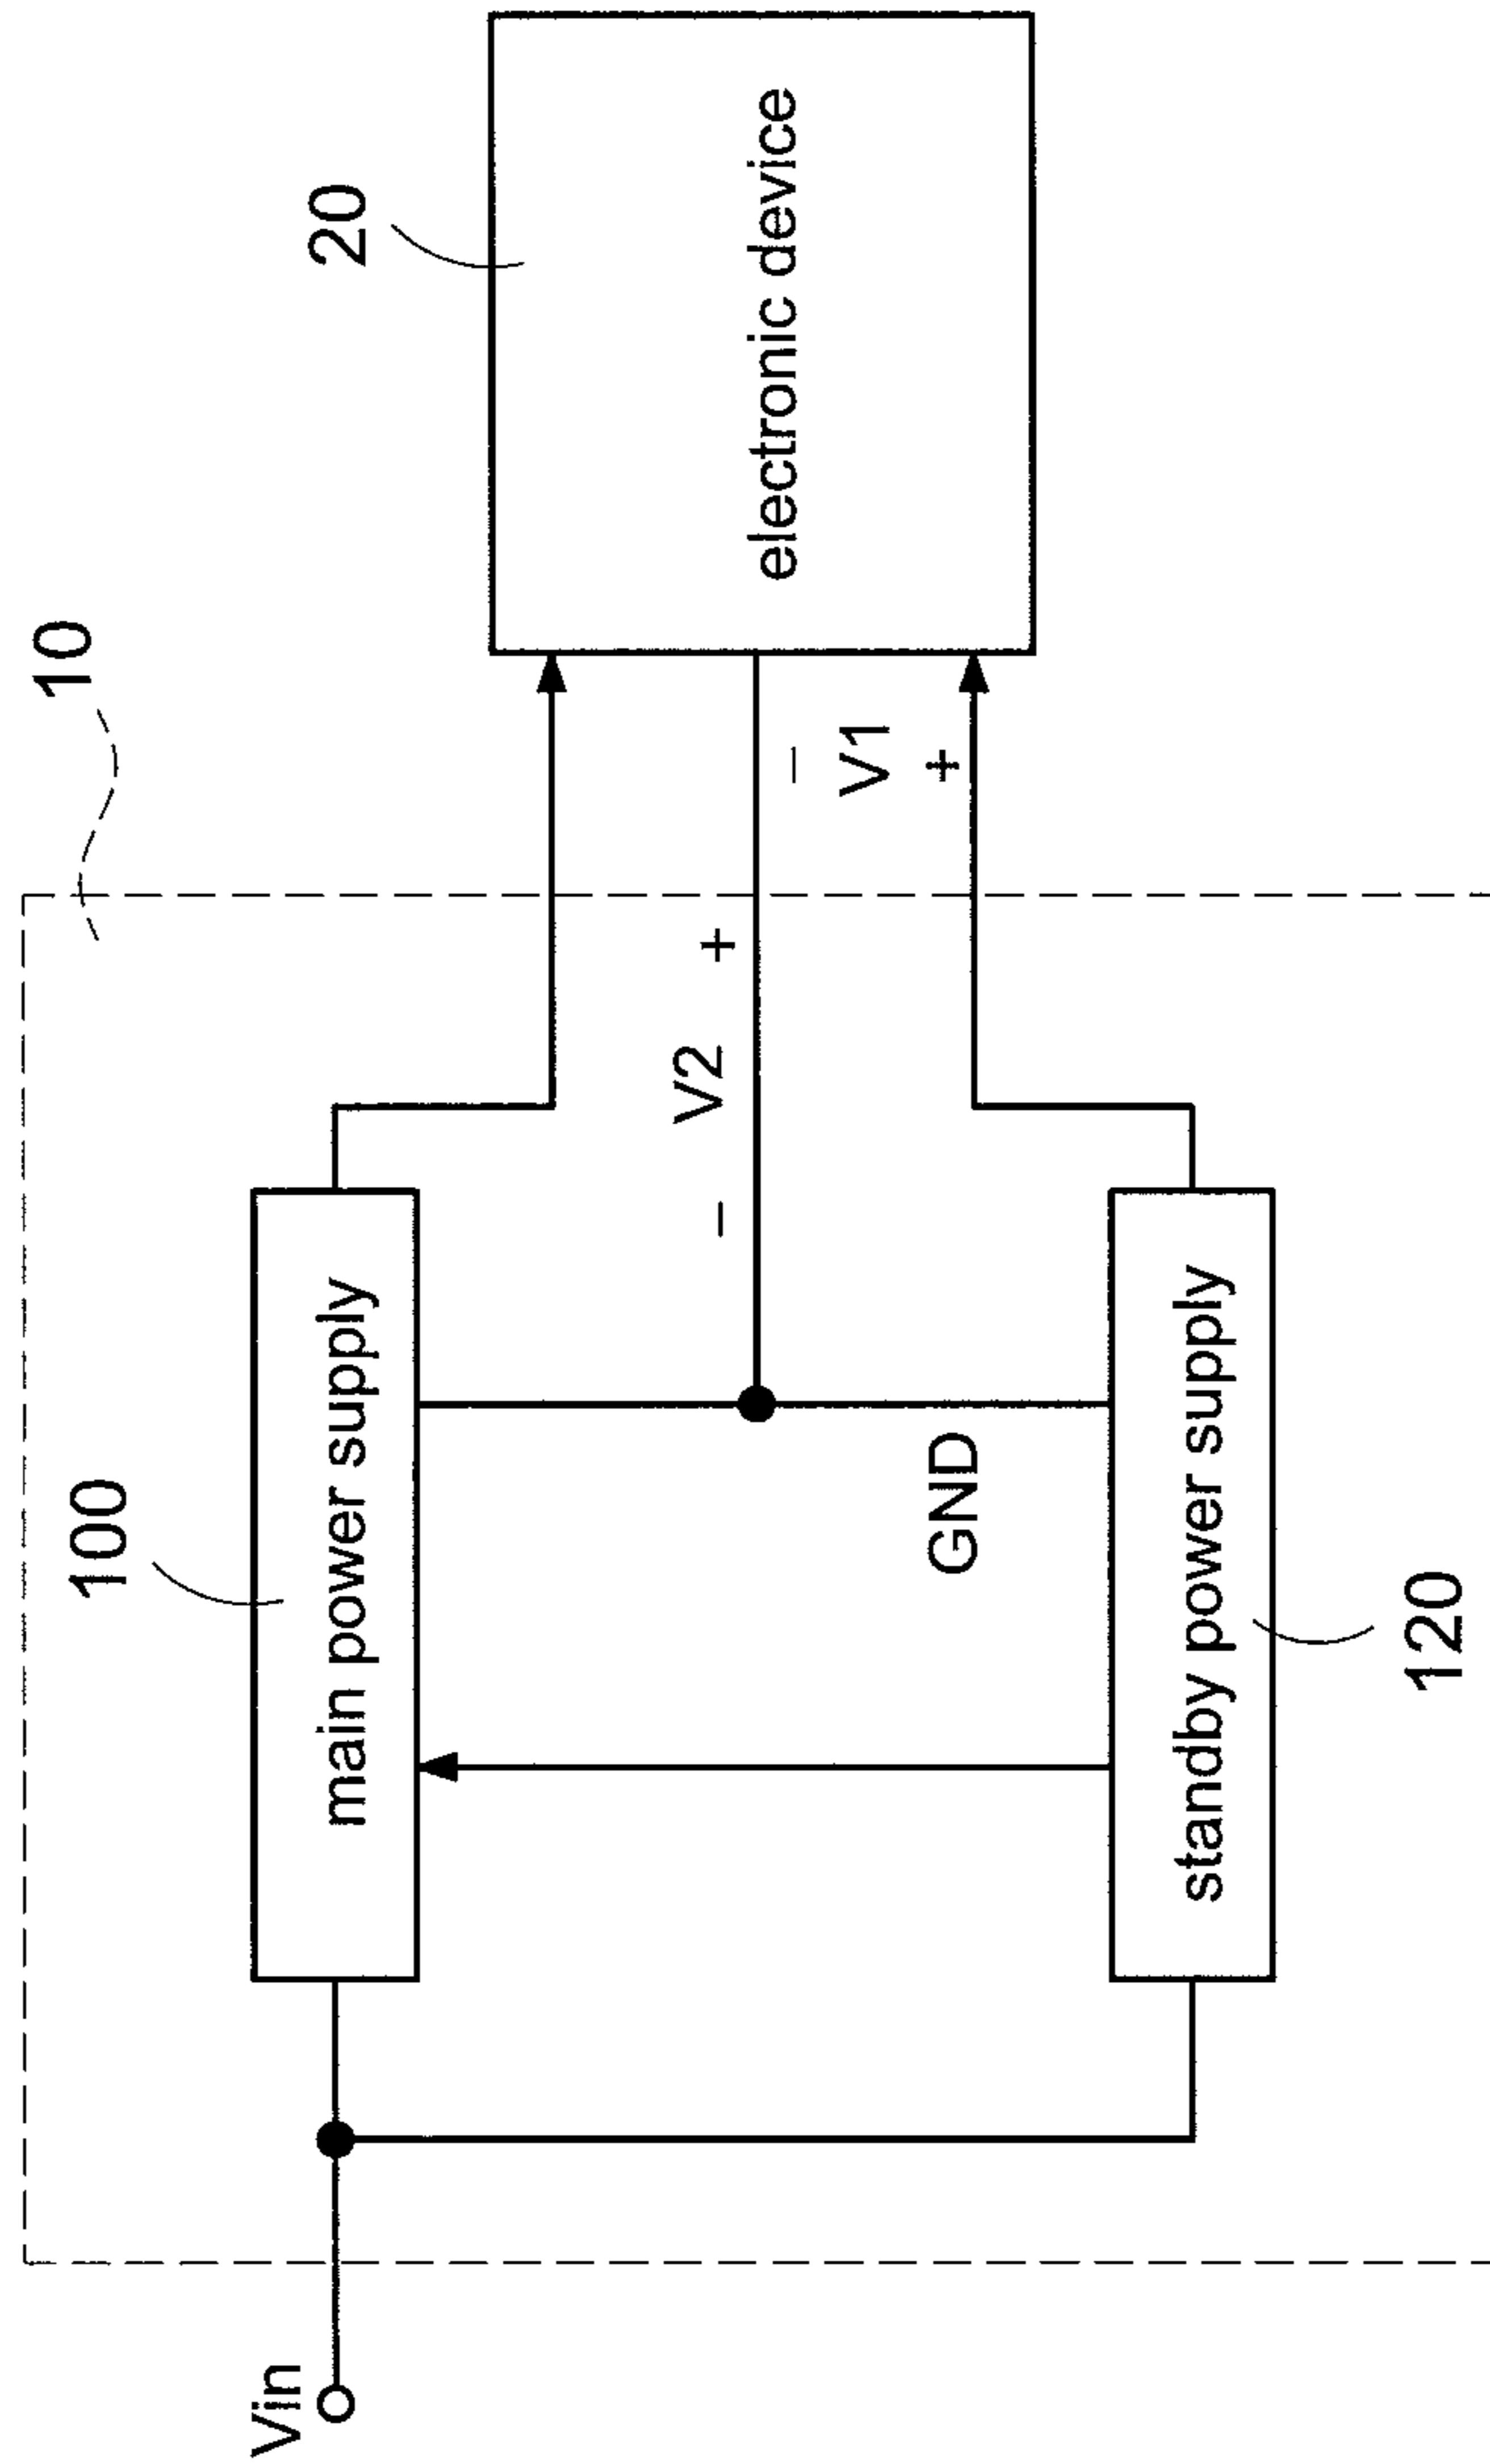 10
20
100
main power supply
electronic device
− V2 +
−
V1
+
GND
Vin
standby power supply
120